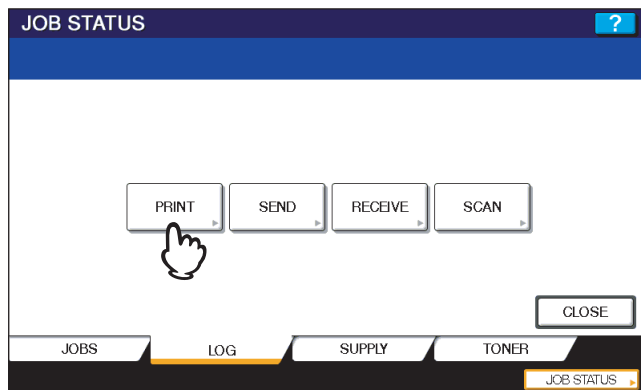 JOB STATUS ?
PRINT SEND RECEIVE SCAN
CLOSE
JOBS LOG SUPPLY TONER
JOB STATUS